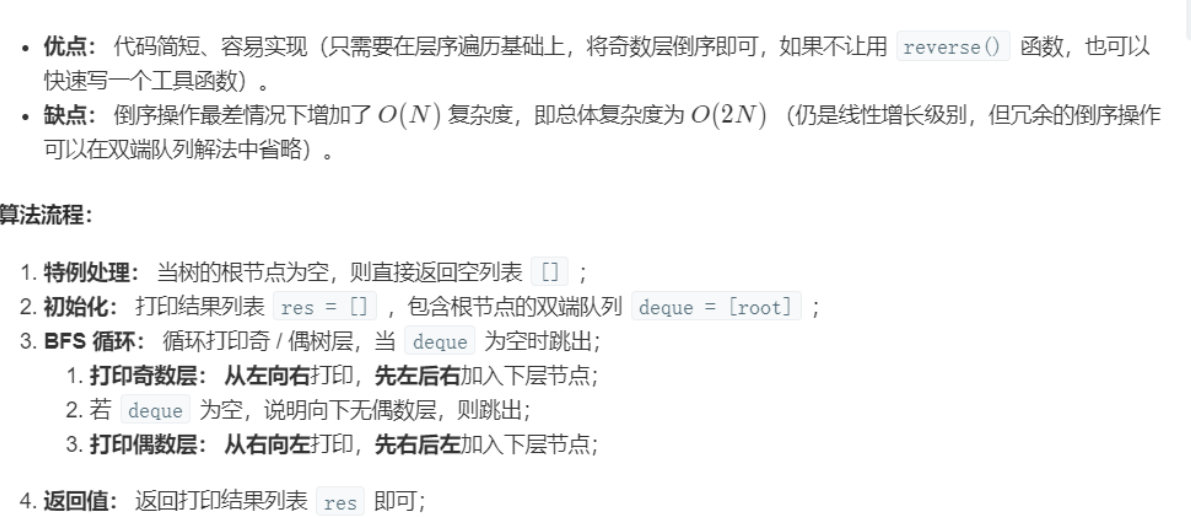 • 优点： 代码简短、容易实现（只需要在层序遍历基础上，将奇数层倒序即可，如果不让用 reverse() 函数，也可以
快速写一个工具函数）。
• 缺点： 倒序操作最差情况下增加了 O(N) 复杂度，即总体复杂度为 O(2N) （仍是线性增长级别，但冗余的倒序操作
可以在双端队列解法中省略）。
算法流程：
1. 特例处理： 当树的根节点为空，则直接返回空列表 [] ；
2. 初始化： 打印结果列表 res = [] ，包含根节点的双端队列 deque = [root] ；
3. BFS 循环： 循环打印奇 / 偶树层，当 deque 为空时跳出；
1. 打印奇数层： 从左向右打印，先左后右加入下层节点；
2. 若 deque 为空，说明向下无偶数层，则跳出；
3. 打印偶数层： 从右向左打印，先右后左加入下层节点；
4. 返回值： 返回打印结果列表 res 即可；